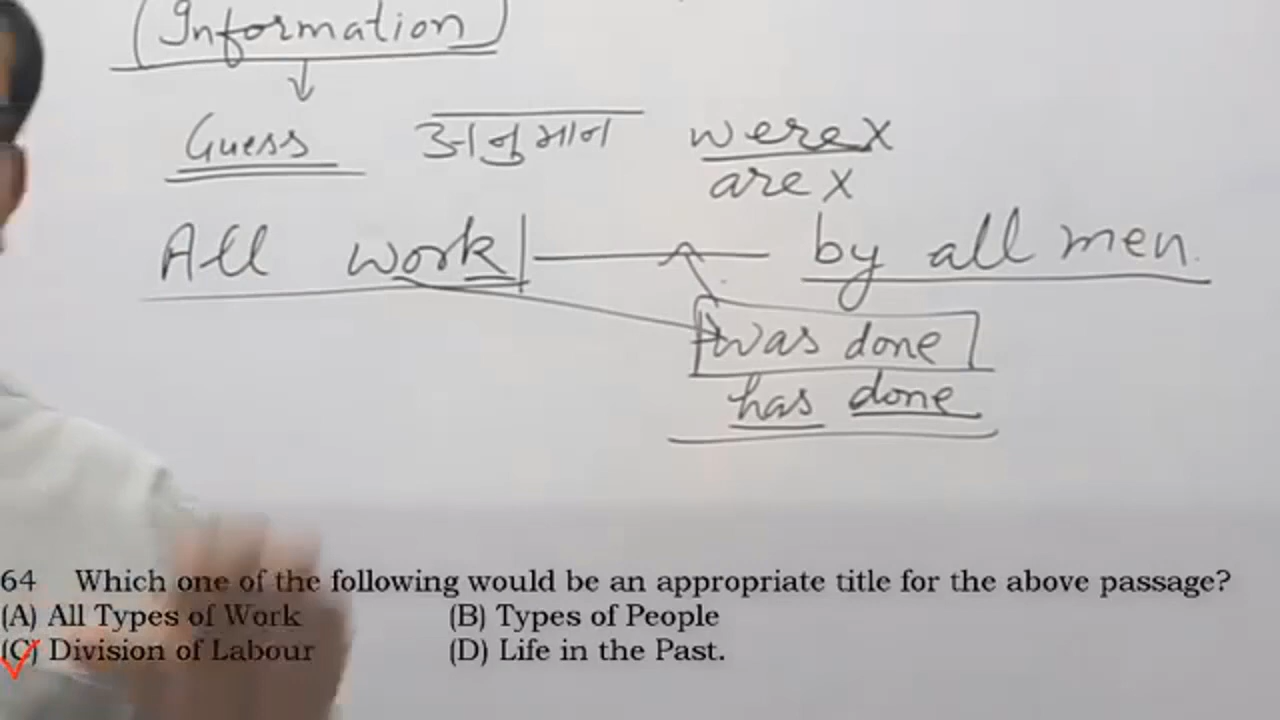 Information
Guess अनुमान were x
are x
All work by all men.
was done
has done
64 Which one of the following would be an appropriate title for the above passage?
(A) All Types of Work (B) Types of People
(C) Division of Labour (D) Life in the Past.